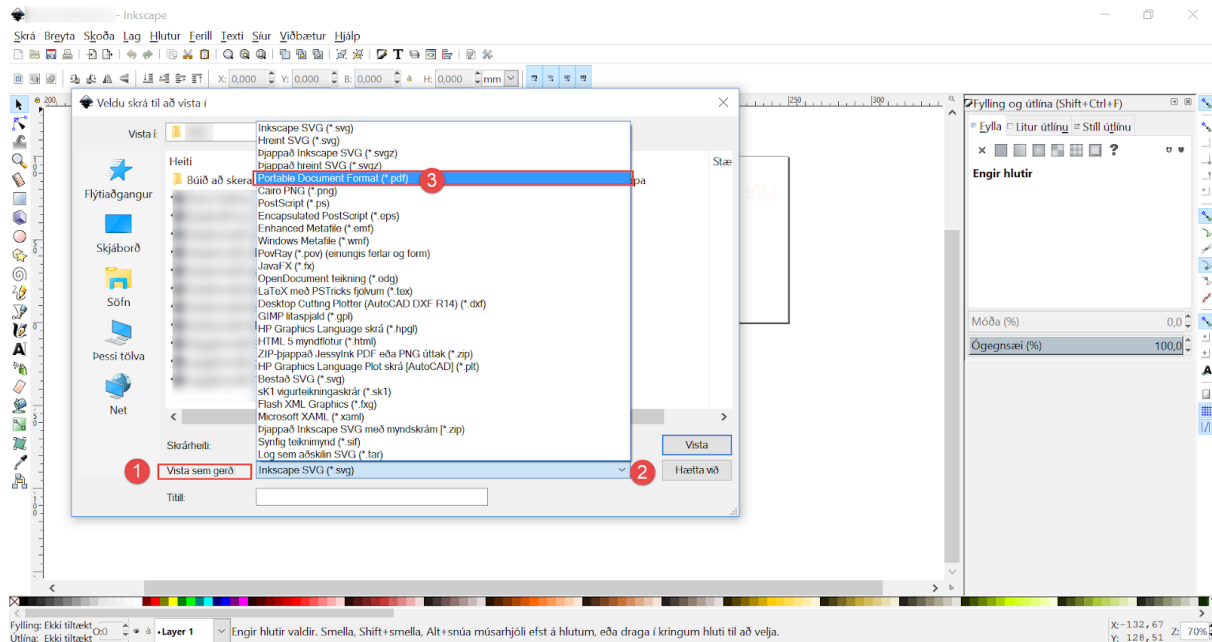 - Inkscape
Skrá Breyta Skoða Lag Hlutur Ferill Texti Síur Viðbætur Hjálp
X: 0,000 Y: 0,000 B: 0,000 H: 0,000 mm
Veldu skrá til að vista í
Vista í:
Heiti
Stæ
Búið að skera
pa
Flýtiaðgangur
Skjáborð
Söfn
Þessi tölva
Net
Inkscape SVG (*.svg)
Hreint SVG (*.svg)
Þjappað Inkscape SVG (*.svgz)
Þjappað hreint SVG (*.svgz)
Portable Document Format (*.pdf)
3
Cairo PNG (*.png)
PostScript (*.ps)
Encapsulated PostScript (*.eps)
Enhanced Metafile (*.emf)
Windows Metafile (*.wmf)
PovRay (*.pov) (einungis ferlar og form)
JavaFX (*.fx)
OpenDocument teikning (*.odg)
LaTeX með PSTricks fjölvum (*.tex)
Desktop Cutting Plotter (AutoCAD DXF R14) (*.dxf)
GIMP litaspjald (*.gpl)
HP Graphics Language skrá (*.hpgl)
HTML 5 myndflötur (*.html)
ZIP-þjappað JessyInk PDF eða PNG úttak (*.zip)
HP Graphics Language Plot skrá [AutoCAD] (*.plt)
Bestað SVG (*.svg)
sK1 vigurteikningaskrár (*.sk1)
Flash XML Graphics (*.fxg)
Microsoft XAML (*.xaml)
Þjappað Inkscape SVG með myndskrám [*.zip)
Synfig teiknimynd (*.sif)
Lög sem aðskilin SVG (*.tar)
Skrárheiti:
Vista
1
Vista sem gerð:
Inkscape SVG (*.svg)
2
Hætta við
Titill:
200
250
300
Fylling og útlína (Shift+Ctrl+F)
Fylla Litur útlínu Stíll útlínu
Engir hlutir
Móða (%) 0,0
Ógegnsæi (%) 100,0
Fylling: Ekki tiltækt
Útlína: Ekki tiltækt
O:0
Layer 1
Engir hlutir valdir. Smella, Shift+smella, Alt+snúa músarhjóli efst á hlutum, eða draga í kringum hluti til að velja.
X:-132,67
Y: 128,51
Z: 70%